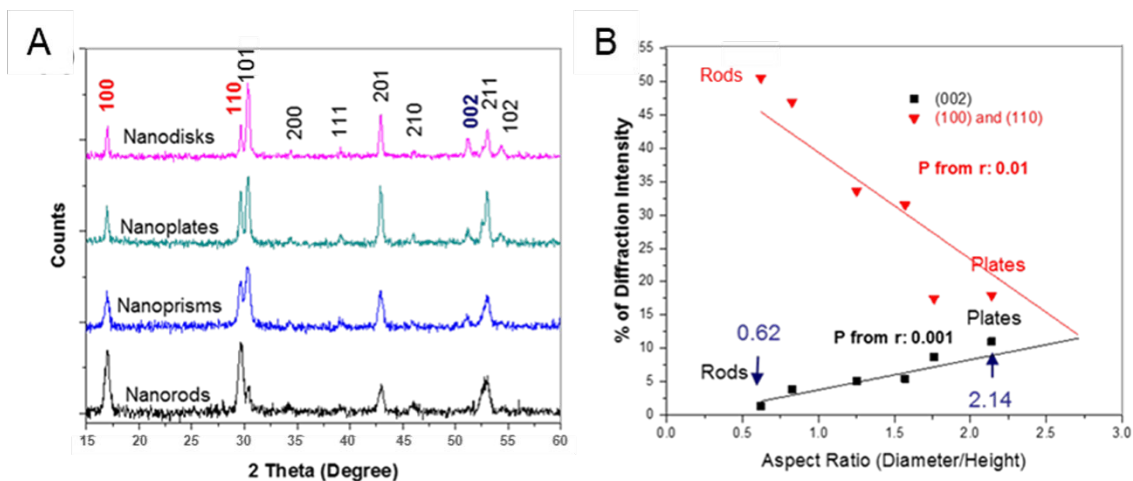 A
B
100
110
101
200
111
201
210
002
211
102
Nanodisks
Nanoplates
Nanoprisms
Nanorods
Counts
15
20
25
30
35
40
45
50
55
60
2 Theta (Degree)
55
50
45
40
35
30
25
20
15
10
5
0
% of Diffraction Intensity
Rods
(002)
(100) and (110)
P from r: 0.01
Plates
Plates
0.62
P from r: 0.001
Rods
2.14
0.0
0.5
1.0
1.5
2.0
2.5
3.0
Aspect Ratio (Diameter/Height)